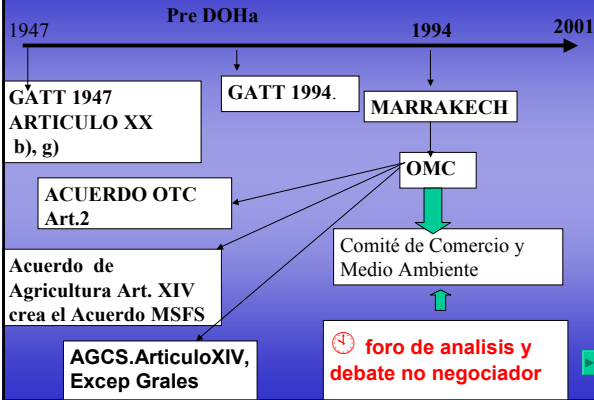 Pre DOHa
1947
1994
2001
GATT 1947
ARTICULO XX
b), g)
GATT 1994.
MARRAKECH
OMC
ACUERDO OTC
Art.2
Comité de Comercio y
Medio Ambiente
Acuerdo de
Agricultura Art. XIV
crea el Acuerdo MSFS
AGCS.ArticuloXIV,
Excep Grales
foro de analisis y
debate no negociador